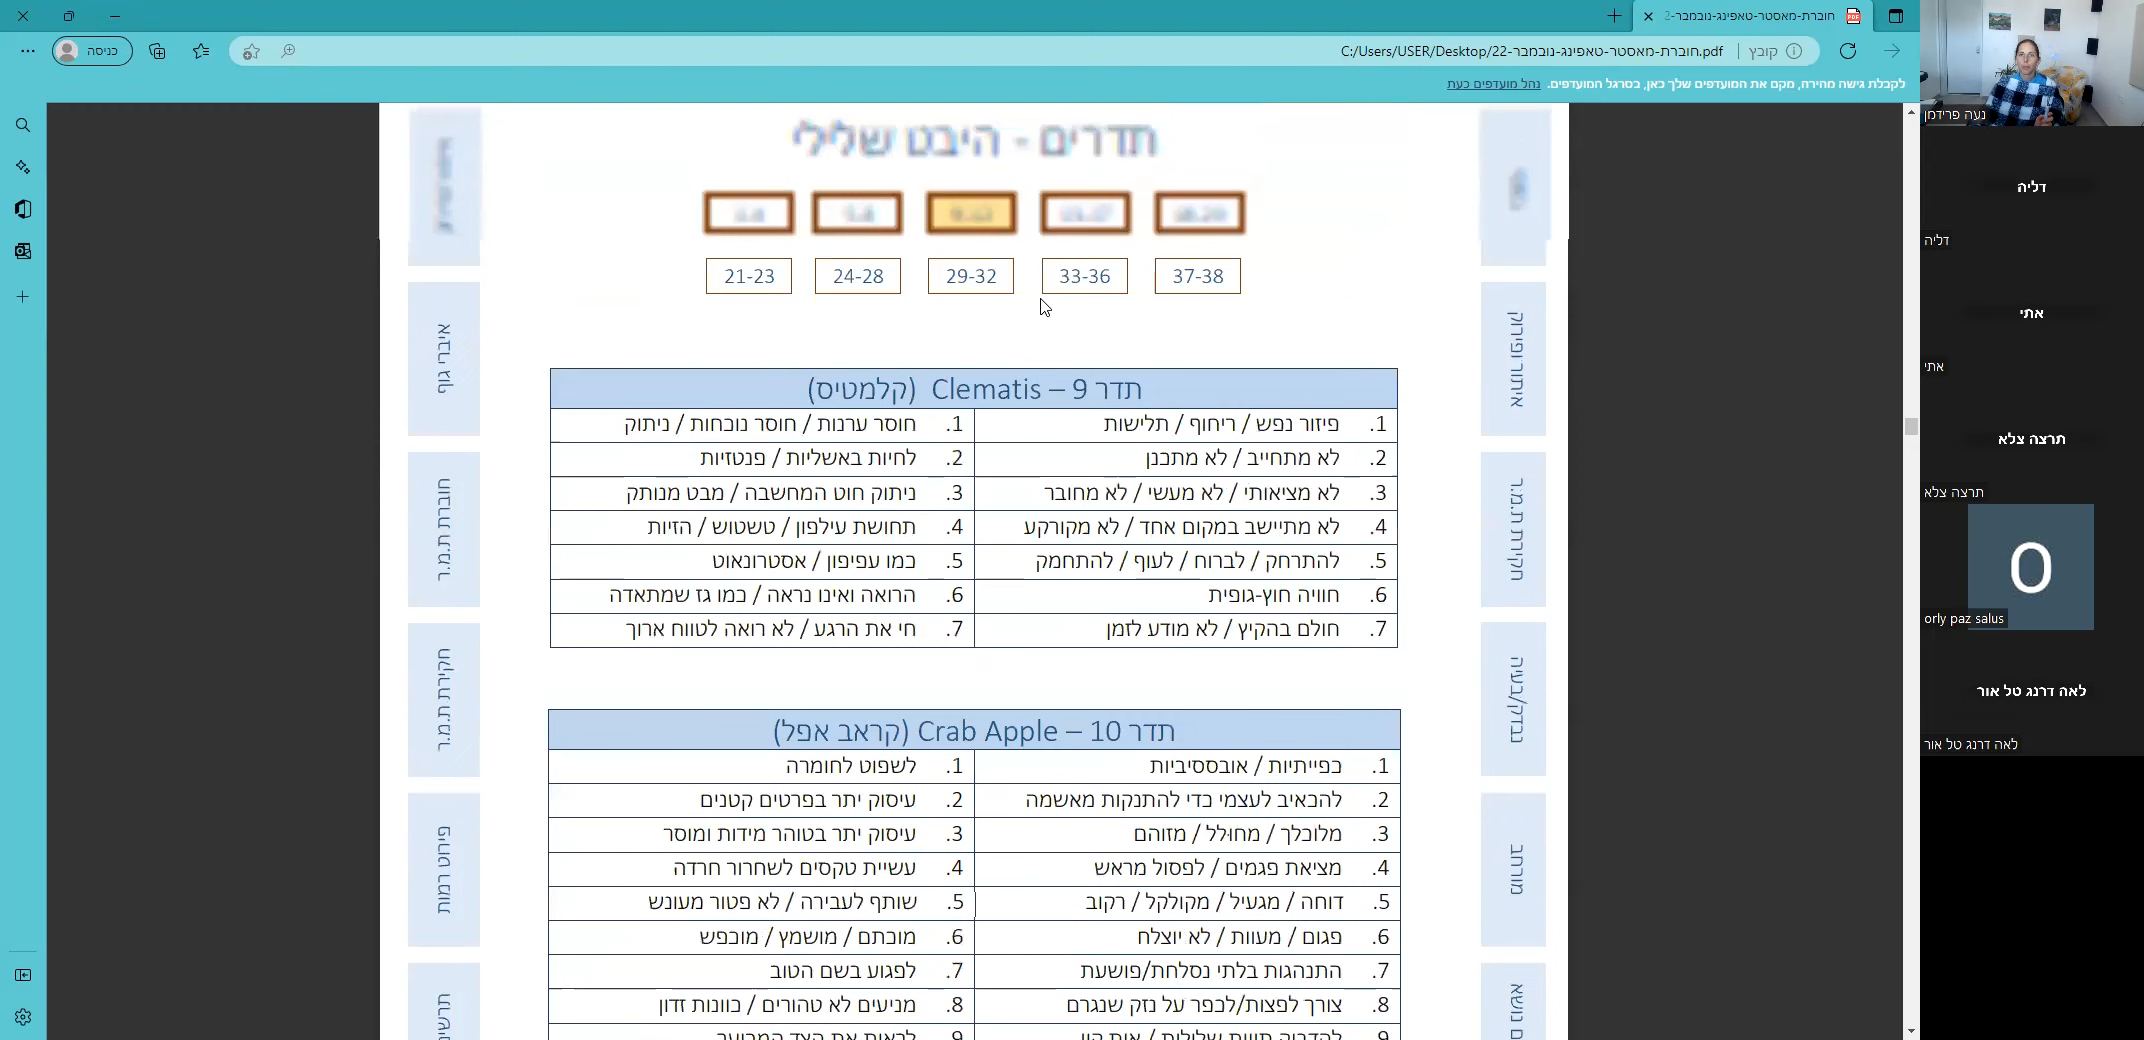 חוברת-מאסטר-טאפינג-נובמבר-2
כניסה
קובץ
C:/Users/USER/Desktop/22-חוברת-מאסטר-טאפינג-נובמבר.pdf
לקבלת גישה מהירה, מקם את המועדפים שלך כאן, בסרגל המועדפים. נהל מועדפים כעת
תדרים - היבט שלילי
21-23
24-28
29-32
33-36
37-38
תדר 9 – Clematis (קלמטיס)
1. פיזור נפש / ריחוף / תלישות
1. חוסר ערנות / חוסר נוכחות / ניתוק
2. לא מתחייב / לא מתכנן
2. לחיות באשליות / פנטזיות
3. לא מציאותי / לא מעשי / לא מחובר
3. ניתוק חוט המחשבה / מבט מנותק
4. לא מתיישב במקום אחד / לא מקורקע
4. תחושת עילפון / טשטוש / הזיות
5. להתרחק / לברוח / לעוף / להתחמק
5. כמו עפיפון / אסטרונאוט
6. חוויה חוץ-גופית
6. הרואה ואינו נראה / כמו גז שמתאדה
7. חולם בהקיץ / לא מודע לזמן
7. חי את הרגע / לא רואה לטווח ארוך
תדר 10 – Crab Apple (קראב אפל)
1. כפייתיות / אובססיביות
1. לשפוט לחומרה
2. להכאיב לעצמי כדי להתנקות מאשמה
2. עיסוק יתר בפרטים קטנים
3. מלוכלך / מחולל / מזוהם
3. עיסוק יתר בטוהר מידות ומוסר
4. מציאת פגמים / לפסול מראש
4. עשיית טקסים לשחרור חרדה
5. דוחה / מגעיל / מקולקל / רקוב
5. שותף לעבירה / לא פטור מעונש
6. פגום / מעוות / לא יוצלח
6. מוכתם / מושמץ / מוכפש
7. התנהגות בלתי נסלחת/פושעת
7. לפגוע בשם הטוב
8. צורך לפצות/לכפר על נזק שנגרם
8. מניעים לא טהורים / כוונות זדון
איתור ופירוק
חקירת ת.מ.ר
נבדק/בעיה
מורחב
איברי גוף
חוברת ת.מ.ר
חקירת ת.מ.ר
פירוט רמות
נעה פרידמן
דליה
דליה
אתי
אתי
תרצה צלא
תרצה צלא
O
orly paz salus
לאה דרנג טל אור
לאה דרנג טל אור